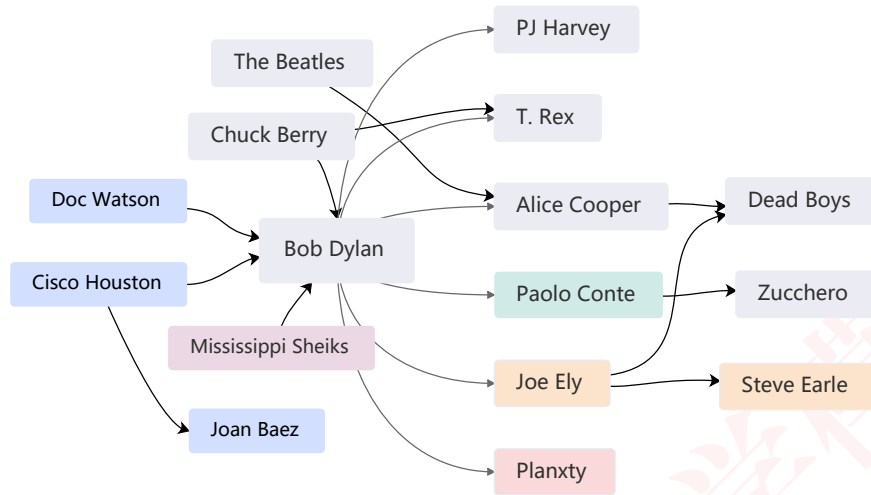 PJ Harvey
The Beatles
T. Rex
Chuck Berry
Doc Watson
Alice Cooper
Dead Boys
Bob Dylan
Cisco Houston
Paolo Conte
Zucchero
Mississippi Sheiks
Joe Ely
Steve Earle
Joan Baez
Planxty